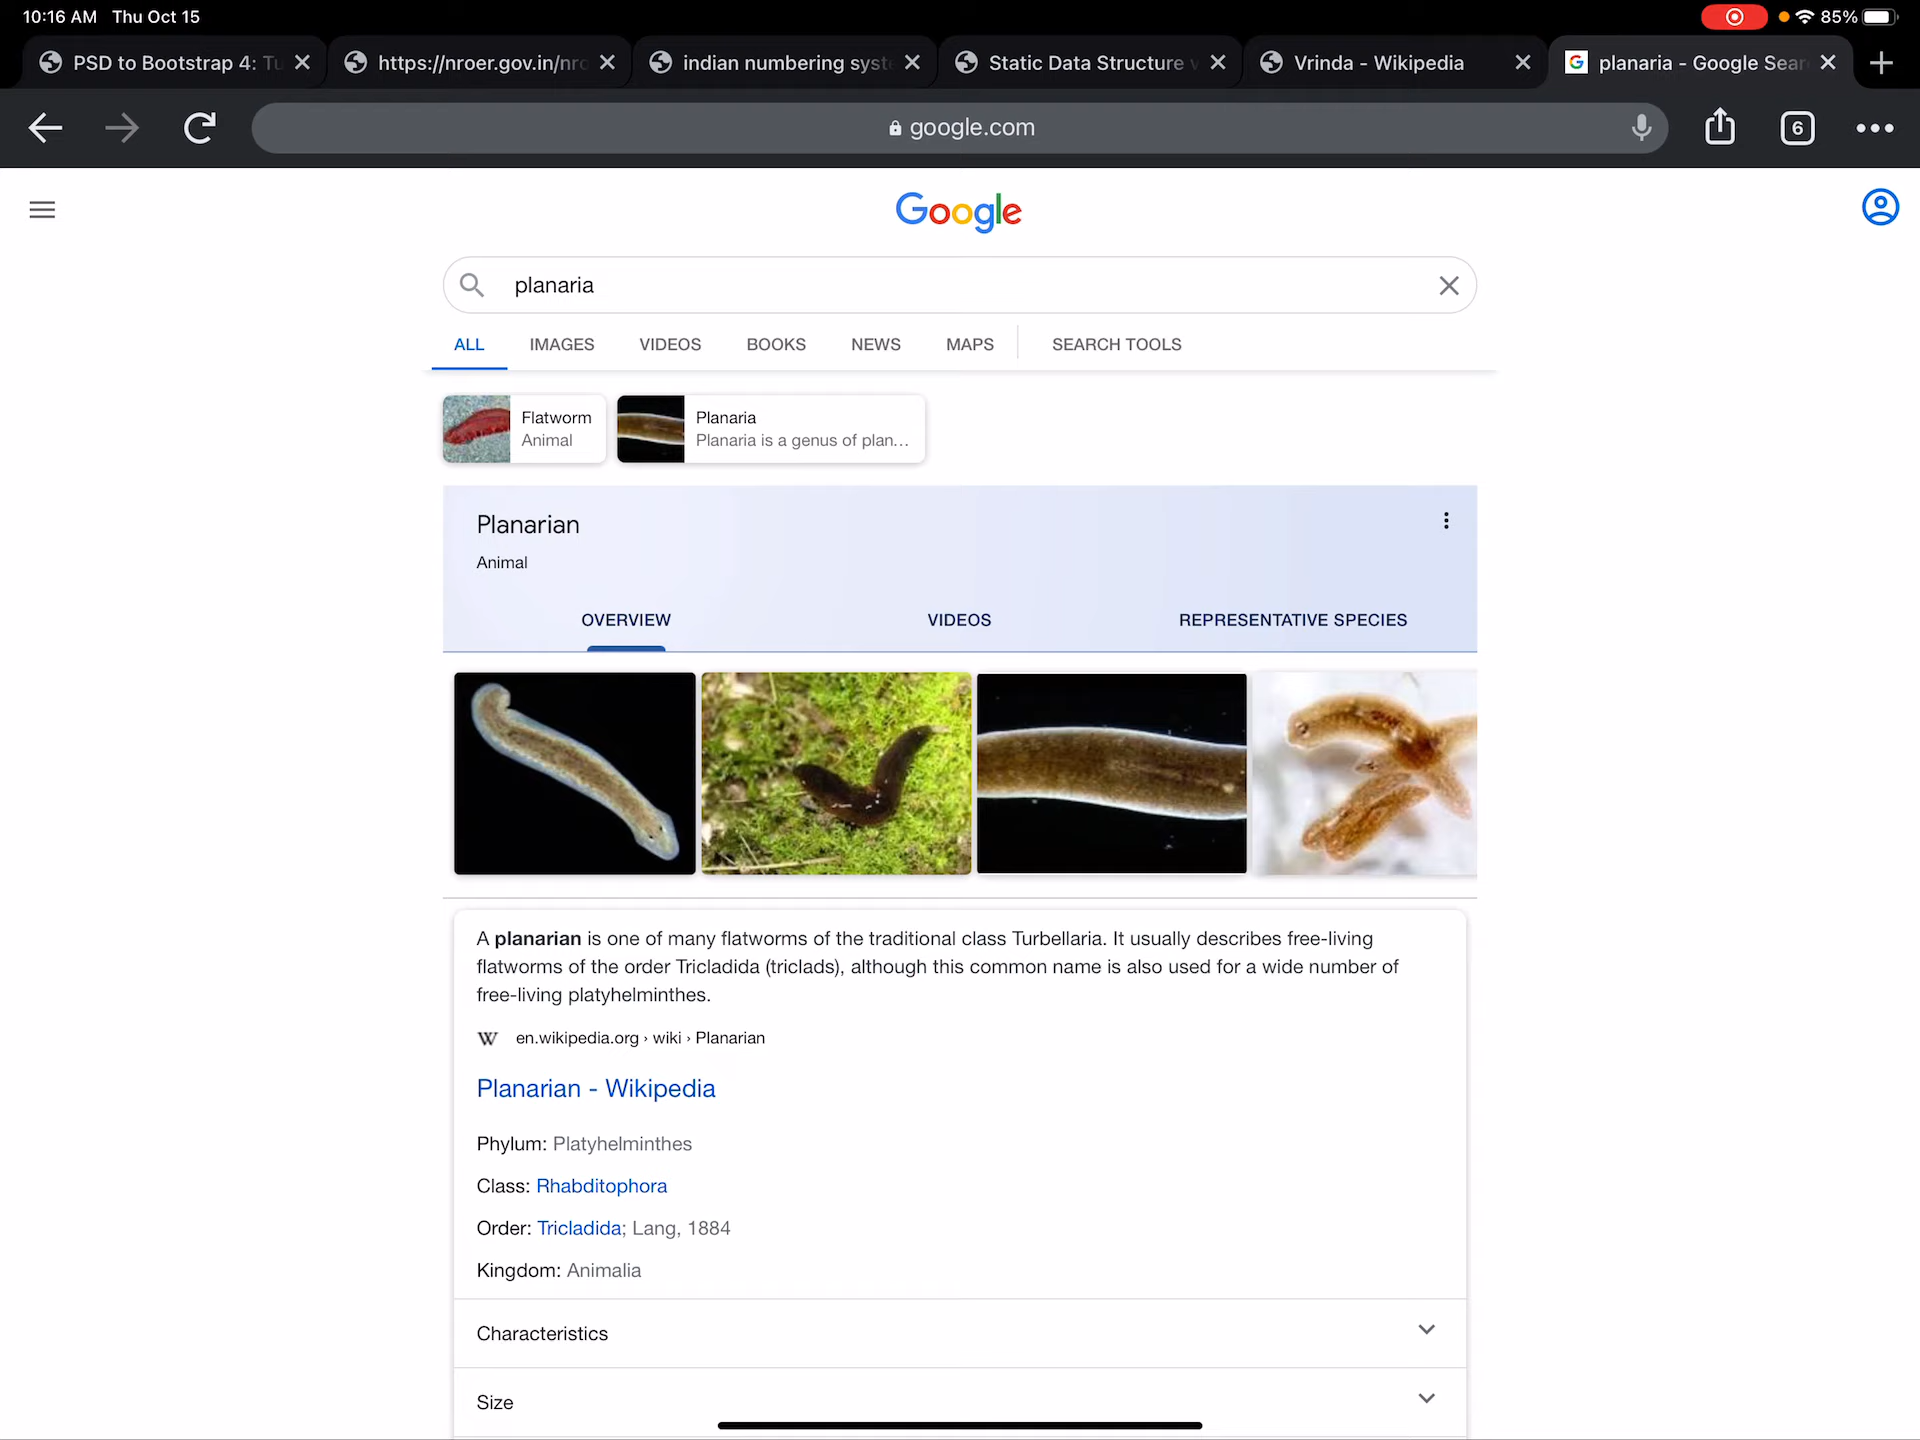 10:16 AM Thu Oct 15
85%
PSD to Bootstrap 4: Tu
https://nroer.gov.in/nro
indian numbering syst
Static Data Structure v
Vrinda - Wikipedia
planaria - Google Sear
google.com
6
Google
planaria
ALL IMAGES VIDEOS BOOKS NEWS MAPS SEARCH TOOLS
Flatworm
Animal
Planaria
Planaria is a genus of plan...
Planarian
Animal
OVERVIEW VIDEOS REPRESENTATIVE SPECIES
A planarian is one of many flatworms of the traditional class Turbellaria. It usually describes free-living
flatworms of the order Tricladida (triclads), although this common name is also used for a wide number of
free-living platyhelminthes.
W en.wikipedia.org › wiki › Planarian
Planarian - Wikipedia
Phylum: Platyhelminthes
Class: Rhabditophora
Order: Tricladida; Lang, 1884
Kingdom: Animalia
Characteristics
Size